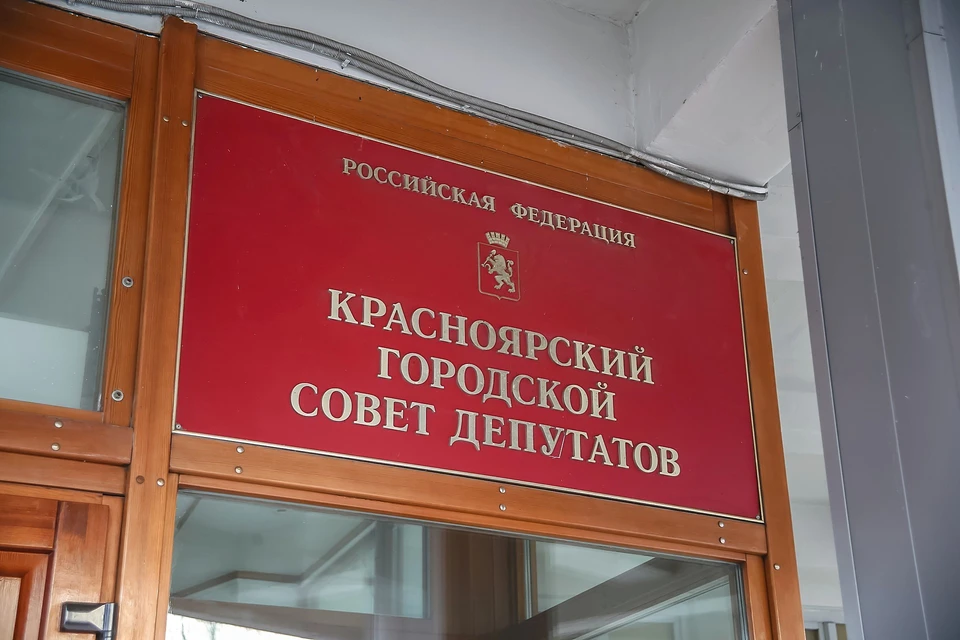 РОССИЙСКАЯ ФЕДЕРАЦИЯ
КРАСНОЯРСКИЙ
ГОРОДСКОЙ
СОВЕТ ДЕПУТАТОВ